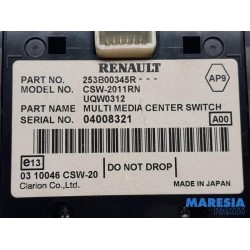 RENAULT
PART NO. 253B00345R - -
MODEL NO. CSW-2011RN
UQW0312
AP9
PART NAME MULTI MEDIA CENTER SWITCH
SERIAL NO. 04008321
A00
e13
DO NOT DROP
03 10046 CSW-20
Clarion Co., Ltd.
MADE IN JAPAN
MARESIA
PARTS